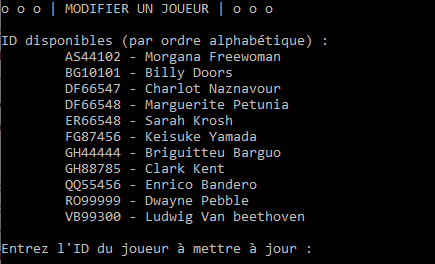 o o o | MODIFIER UN JOUEUR | o o o
ID disponibles (par ordre alphabétique) :
AS44102 - Morgana Freewoman
BG10101 - Billy Doors
DF66547 - Charlot Naznavour
DF66548 - Marguerite Petunia
ER66548 - Sarah Krosh
FG87456 - Keisuke Yamada
GH44444 - Briguitteu Barguo
GH88785 - Clark Kent
QQ55456 - Enrico Bandero
RO99999 - Dwayne Pebble
VB99300 - Ludwig Van beethoven
Entrez l'ID du joueur à mettre à jour :